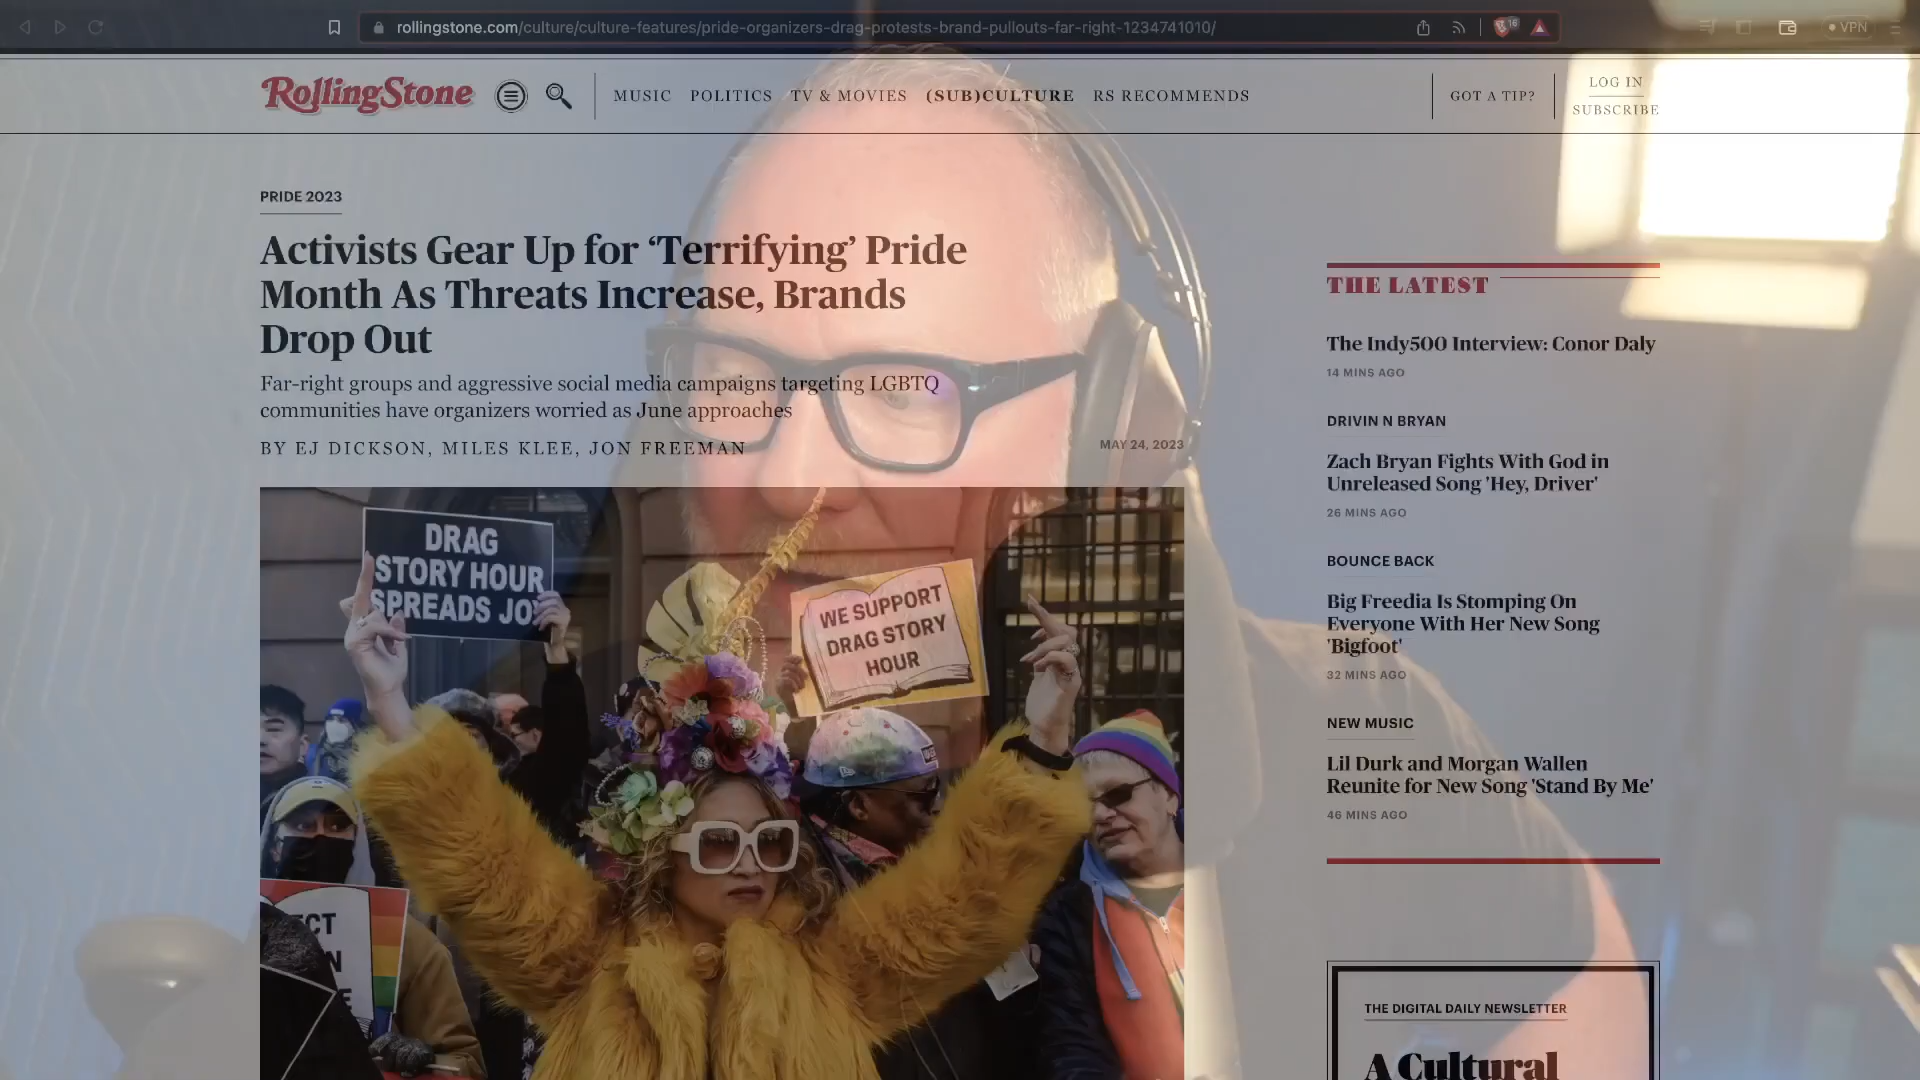 rollingstone.com/culture/culture-features/pride-organizers-drag-protests-brand-pullouts-far-right-1234741010/
16
VPN
RollingStone
MUSIC
POLITICS
TV & MOVIES
(SUB)CULTURE
RS RECOMMENDS
GOT A TIP?
LOG IN
SUBSCRIBE
PRIDE 2023
Activists Gear Up for ‘Terrifying’ Pride
Month As Threats Increase, Brands
Drop Out
Far-right groups and aggressive social media campaigns targeting LGBTQ
communities have organizers worried as June approaches
BY EJ DICKSON, MILES KLEE, JON FREEMAN
MAY 24, 2023
DRAG
STORY HOUR
SPREADS JO
WE SUPPORT
DRAG STORY
HOUR
ECT
N
E
THE LATEST
The Indy500 Interview: Conor Daly
14 MINS AGO
DRIVIN N BRYAN
Zach Bryan Fights With God in
Unreleased Song 'Hey, Driver'
26 MINS AGO
BOUNCE BACK
Big Freedia Is Stomping On
Everyone With Her New Song
'Bigfoot'
32 MINS AGO
NEW MUSIC
Lil Durk and Morgan Wallen
Reunite for New Song 'Stand By Me'
46 MINS AGO
THE DIGITAL DAILY NEWSLETTER
A Cultural